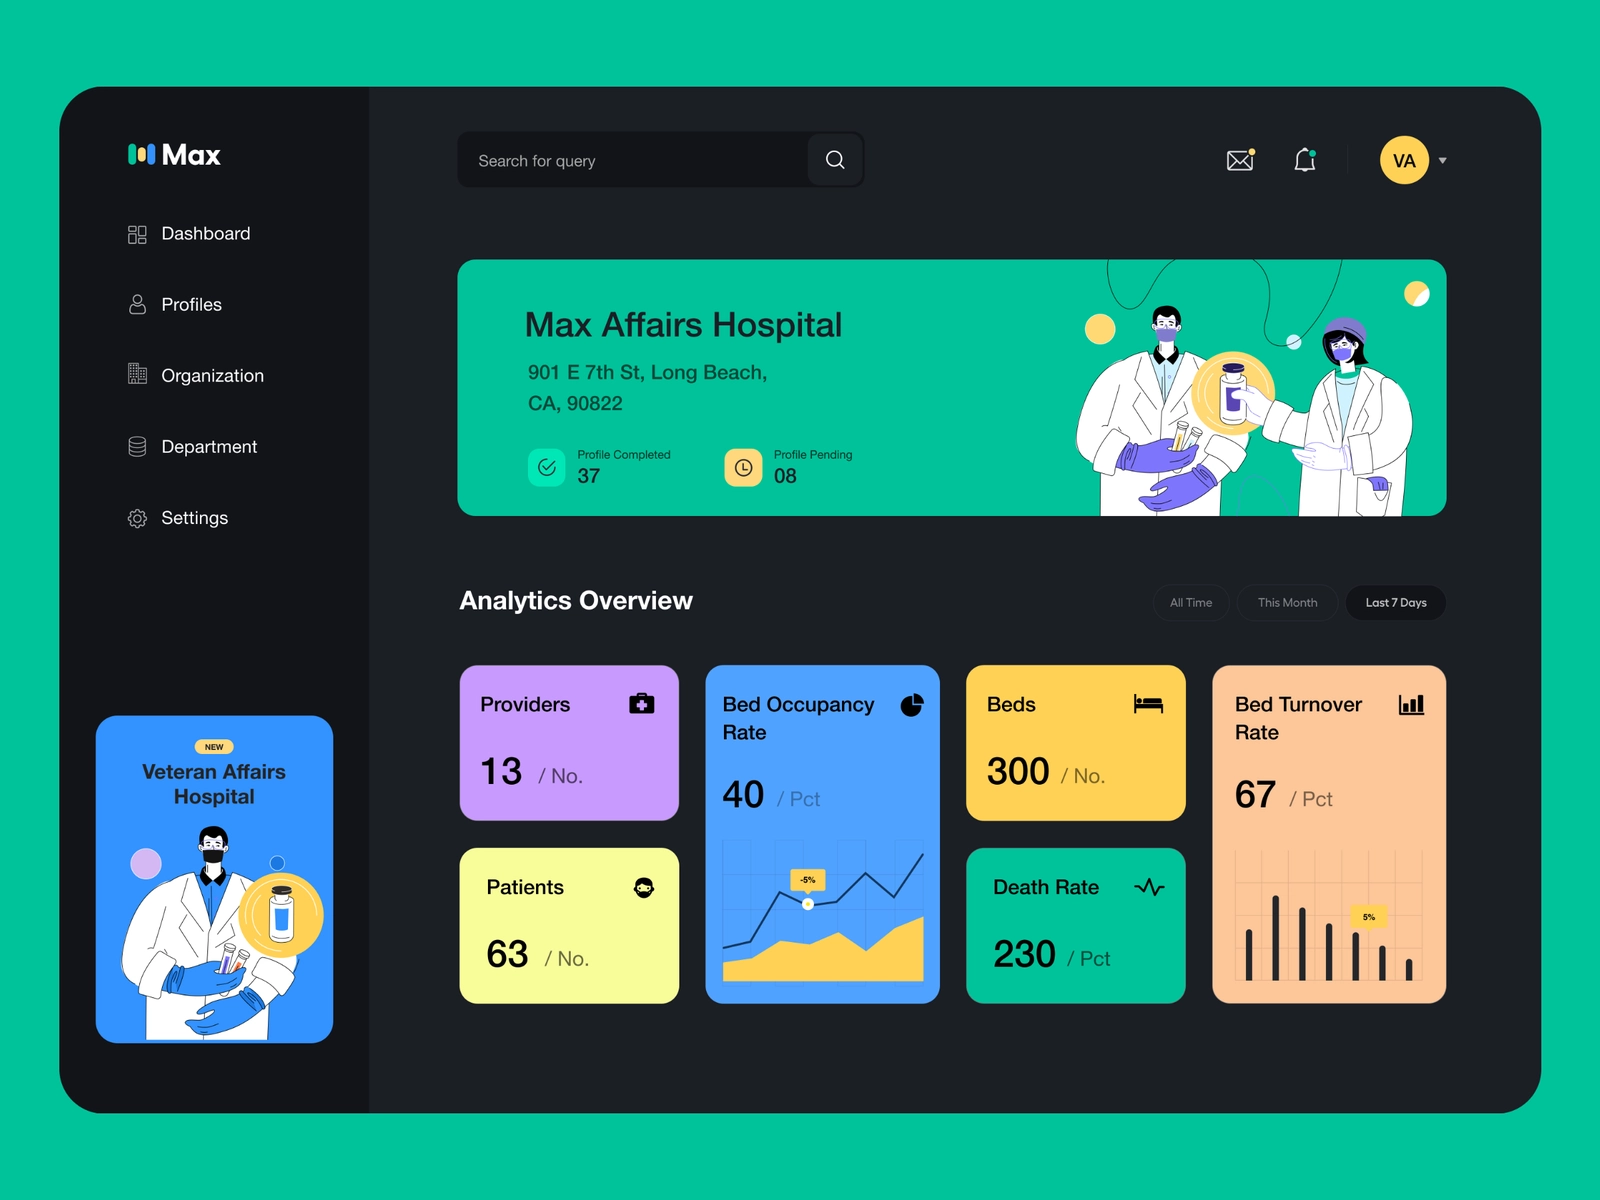 Max
Dashboard
Profiles
Organization
Department
Settings
NEW
Veteran Affairs
Hospital
Search for query
VA
Max Affairs Hospital
901 E 7th St, Long Beach,
CA, 90822
Profile Completed
37
Profile Pending
08
Analytics Overview
All Time
This Month
Last 7 Days
Providers
13 / No.
Bed Occupancy
Rate
40 / Pct
-5%
Beds
300 / No.
Bed Turnover
Rate
67 / Pct
5%
Patients
63 / No.
Death Rate
230 / Pct